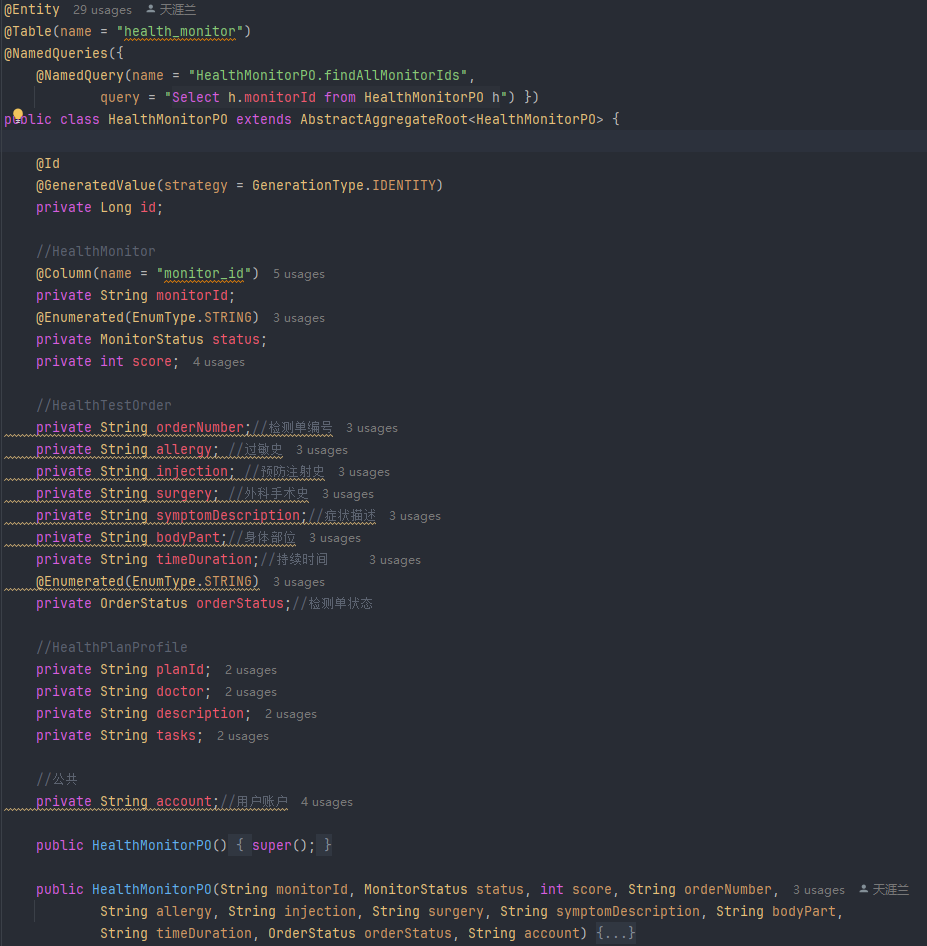 @Entity 29 usages 天涯兰
@Table(name = "health_monitor")
@NamedQueries({
@NamedQuery(name = "HealthMonitorPO.findAllMonitorIds",
query = "Select h.monitorId from HealthMonitorPO h") })
public class HealthMonitorPO extends AbstractAggregateRoot<HealthMonitorPO> {
@Id
@GeneratedValue(strategy = GenerationType.IDENTITY)
private Long id;
//HealthMonitor
@Column(name = "monitor_id") 5 usages
private String monitorId;
@Enumerated(EnumType.STRING) 3 usages
private MonitorStatus status;
private int score; 4 usages
//HealthTestOrder
private String orderNumber;//检测单编号 3 usages
private String allergy; //过敏史 3 usages
private String injection; //预防注射史 3 usages
private String surgery; //外科手术史 3 usages
private String symptomDescription;//症状描述 3 usages
private String bodyPart;//身体部位 3 usages
private String timeDuration;//持续时间 3 usages
@Enumerated(EnumType.STRING) 3 usages
private OrderStatus orderStatus;//检测单状态
//HealthPlanProfile
private String planId; 2 usages
private String doctor; 2 usages
private String description; 2 usages
private String tasks; 2 usages
//公共
private String account;//用户账户 4 usages
public HealthMonitorPO() { super(); }
public HealthMonitorPO(String monitorId, MonitorStatus status, int score, String orderNumber, 3 usages 天涯兰
String allergy, String injection, String surgery, String symptomDescription, String bodyPart,
String timeDuration, OrderStatus orderStatus, String account) {...}